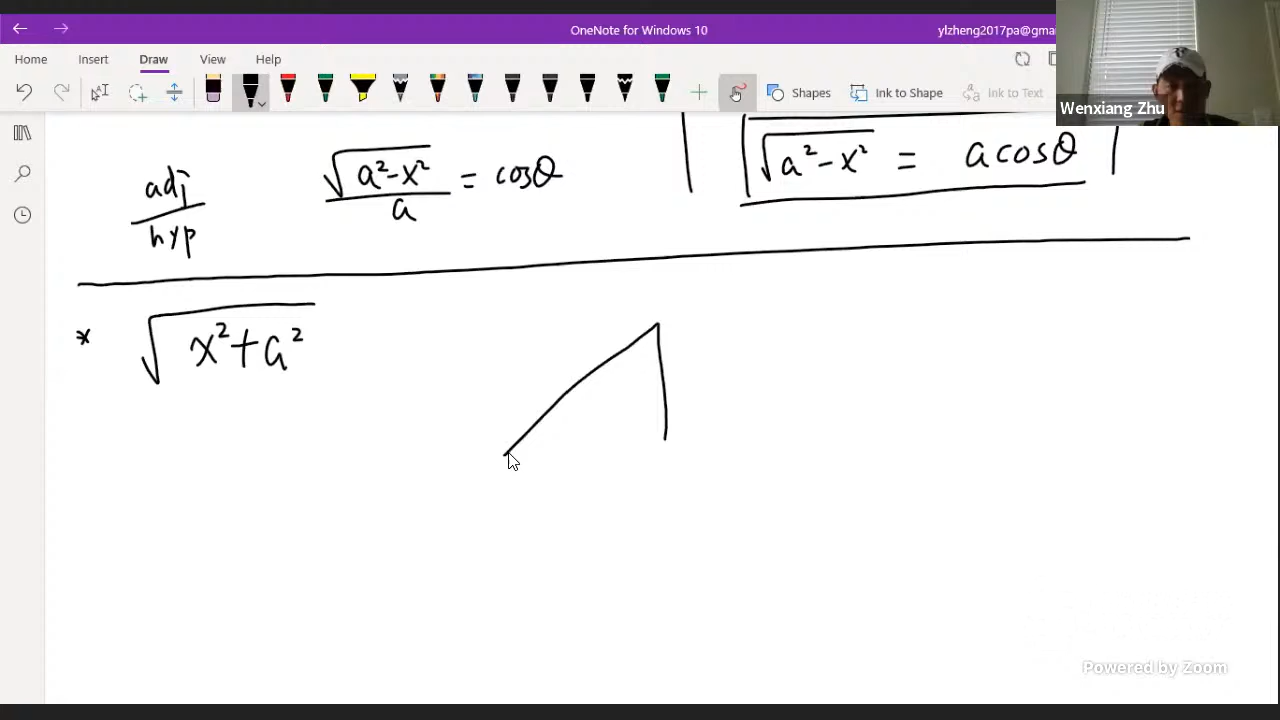 OneNote for Windows 10
ylzheng2017pa@gma
Home Insert Draw View Help
Shapes Ink to Shape Ink to Text
Wenxiang Zhu
adj/hyp √(a²-x²)/a = cosθ
√(a²-x²) = a cosθ
* √(x²+a²)
Powered by Zoom